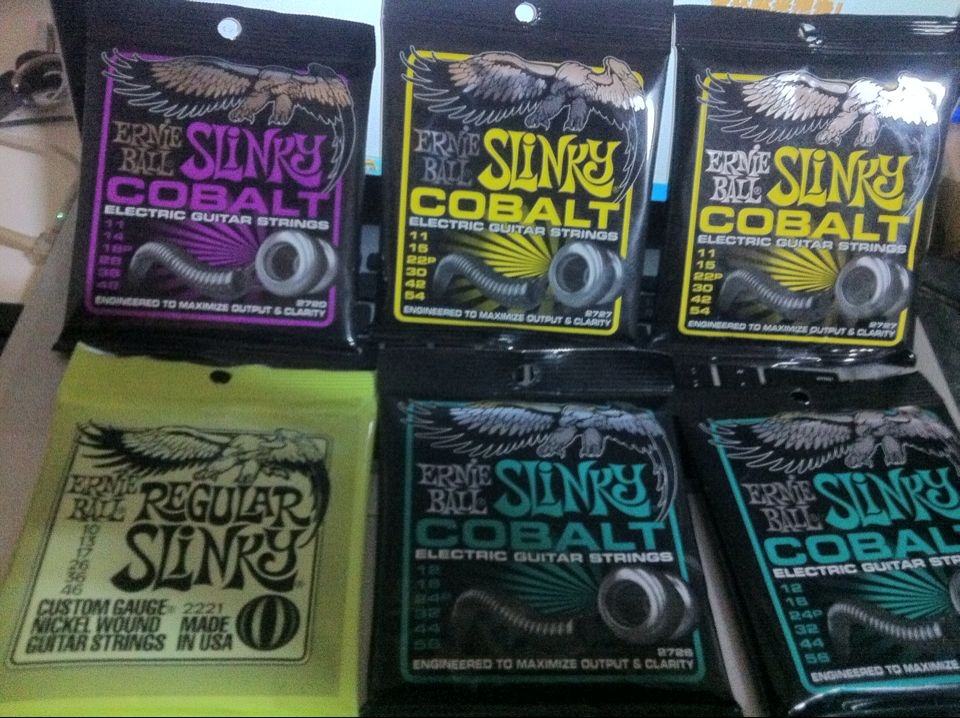 ERNiE BALL SLiNKY
COBALT
ELECTRIC GUITAR STRINGS
11
14
18P
28
38
48
2720
ENGINEERED TO MAXIMIZE OUTPUT & CLARITY
ERNiE BALL SLiNKY
COBALT
ELECTRIC GUITAR STRINGS
11
15
22P
30
42
54
2727
ENGINEERED TO MAXIMIZE OUTPUT & CLARITY
ERNiE BALL® SLiNKY
COBALT
ELECTRIC GUITAR STRINGS
11
15
22P
30
42
54
2727
ENGINEERED TO MAXIMIZE OUTPUT & CLARITY
ERNiE BALL REGULAR
SLiNKY®
10
13
17
26
36
46
CUSTOM GAUGE® 2221
NICKEL WOUND MADE
GUITAR STRINGS IN USA
ERNiE BALL SLiNKY
COBALT
ELECTRIC GUITAR STRINGS
12
16
32
44
56
2726
ENGINEERED TO MAXIMIZE OUTPUT & CLARITY
ERNiE BALL SLiNKY
COBALT
ELECTRIC GUITAR
12
16
24P
32
44
56
ENGINEERED TO MAXIMIZE OUTPUT &